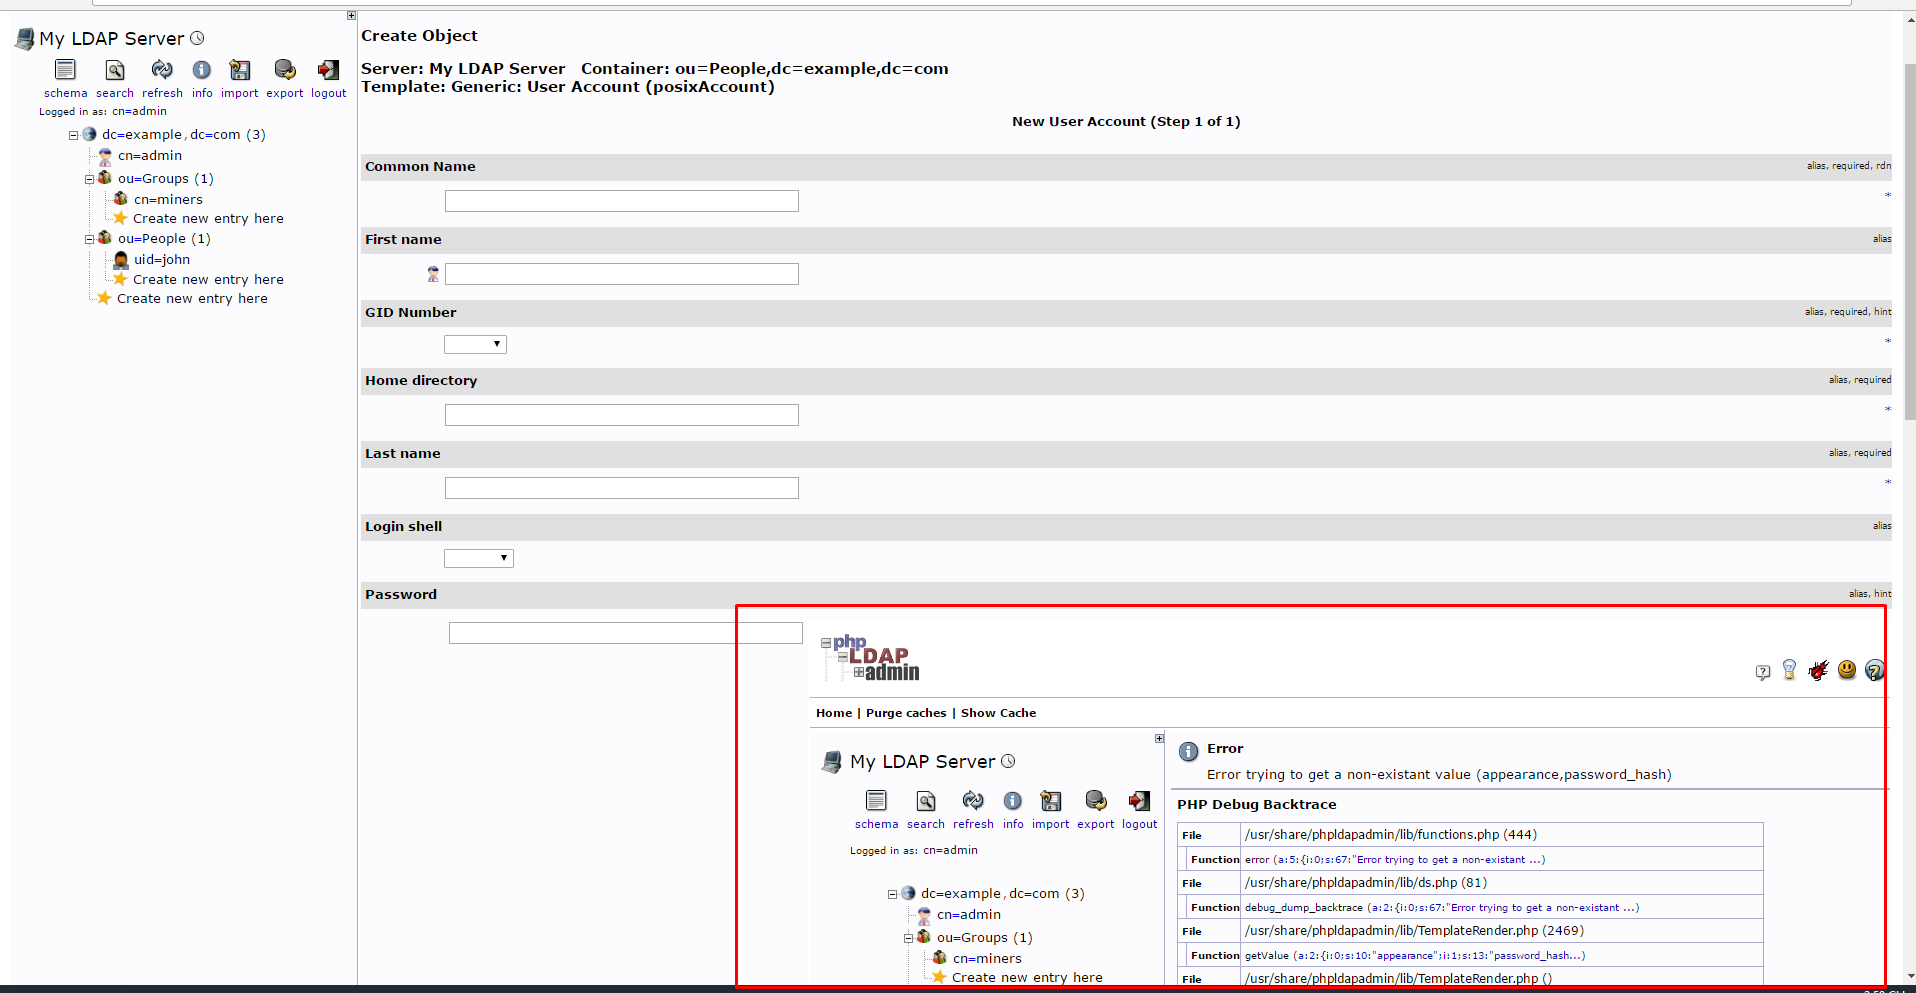 My LDAP Server
schema search refresh info import export logout
Logged in as: cn=admin
dc=example,dc=com (3)
cn=admin
ou=Groups (1)
cn=miners
Create new entry here
ou=People (1)
uid=john
Create new entry here
Create new entry here
Create Object
Server: My LDAP Server Container: ou=People,dc=example,dc=com
Template: Generic: User Account (posixAccount)
New User Account (Step 1 of 1)
Common Name alias, required, rdn
*
First name alias
GID Number alias, required, hint
*
Home directory alias, required
*
Last name alias, required
*
Login shell alias
Password alias, hint
php
LDAP
admin
Home | Purge caches | Show Cache
My LDAP Server
schema search refresh info import export logout
Logged in as: cn=admin
dc=example,dc=com (3)
cn=admin
ou=Groups (1)
cn=miners
Create new entry here
Error
Error trying to get a non-existant value (appearance,password_hash)
PHP Debug Backtrace
File /usr/share/phpldapadmin/lib/functions.php (444)
Function error (a:5:{i:0;s:67:"Error trying to get a non-existant ...)
File /usr/share/phpldapadmin/lib/ds.php (81)
Function debug_dump_backtrace (a:2:{i:0;s:67:"Error trying to get a non-existant ...)
File /usr/share/phpldapadmin/lib/TemplateRender.php (2469)
Function getValue (a:2:{i:0;s:10:"appearance";i:1;s:13:"password_hash...)
File /usr/share/phpldapadmin/lib/TemplateRender.php ()